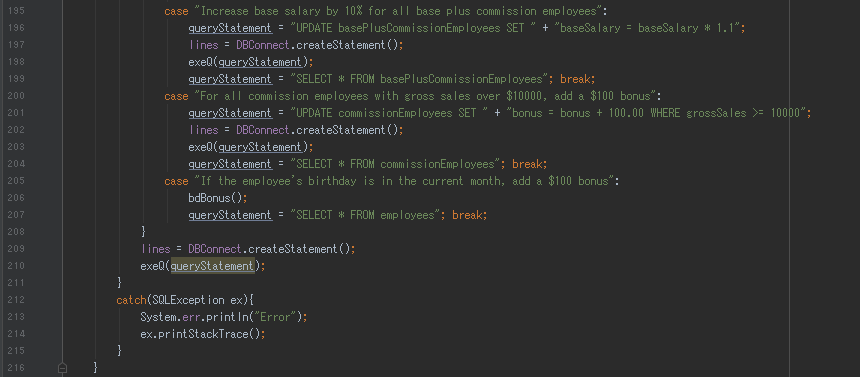 195 case "Increase base salary by 10% for all base plus commission employees":
196 queryStatement = "UPDATE basePlusCommissionEmployees SET " + "baseSalary = baseSalary * 1.1";
197 lines = DBConnect.createStatement();
198 exeQ(queryStatement);
199 queryStatement = "SELECT * FROM basePlusCommissionEmployees"; break;
200 case "For all commission employees with gross sales over $10000, add a $100 bonus":
201 queryStatement = "UPDATE commissionEmployees SET " + "bonus = bonus + 100.00 WHERE grossSales >= 10000";
202 lines = DBConnect.createStatement();
203 exeQ(queryStatement);
204 queryStatement = "SELECT * FROM commissionEmployees"; break;
205 case "If the employee's birthday is in the current month, add a $100 bonus":
206 bdBonus();
207 queryStatement = "SELECT * FROM employees"; break;
208 }
209 lines = DBConnect.createStatement();
210 exeQ(queryStatement);
211 }
212 catch(SQLException ex){
213 System.err.println("Error");
214 ex.printStackTrace();
215 }
216 }